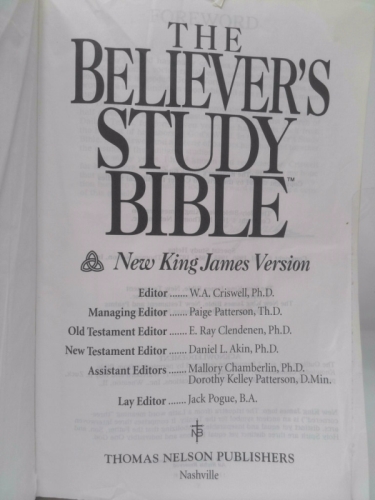 FOREWORD
THE
BELIEVER'S
STUDY
BIBLE™
New King James Version
Editor ....... W.A. Criswell, Ph.D.
Managing Editor ....... Paige Patterson, Th.D.
Old Testament Editor ....... E. Ray Clendenen, Ph.D.
New Testament Editor ....... Daniel L. Akin, Ph.D.
Assistant Editors ....... Mallory Chamberlin, Ph.D.
Dorothy Kelley Patterson, D.Min.
Lay Editor ....... Jack Pogue, B.A.
THOMAS NELSON PUBLISHERS
Nashville